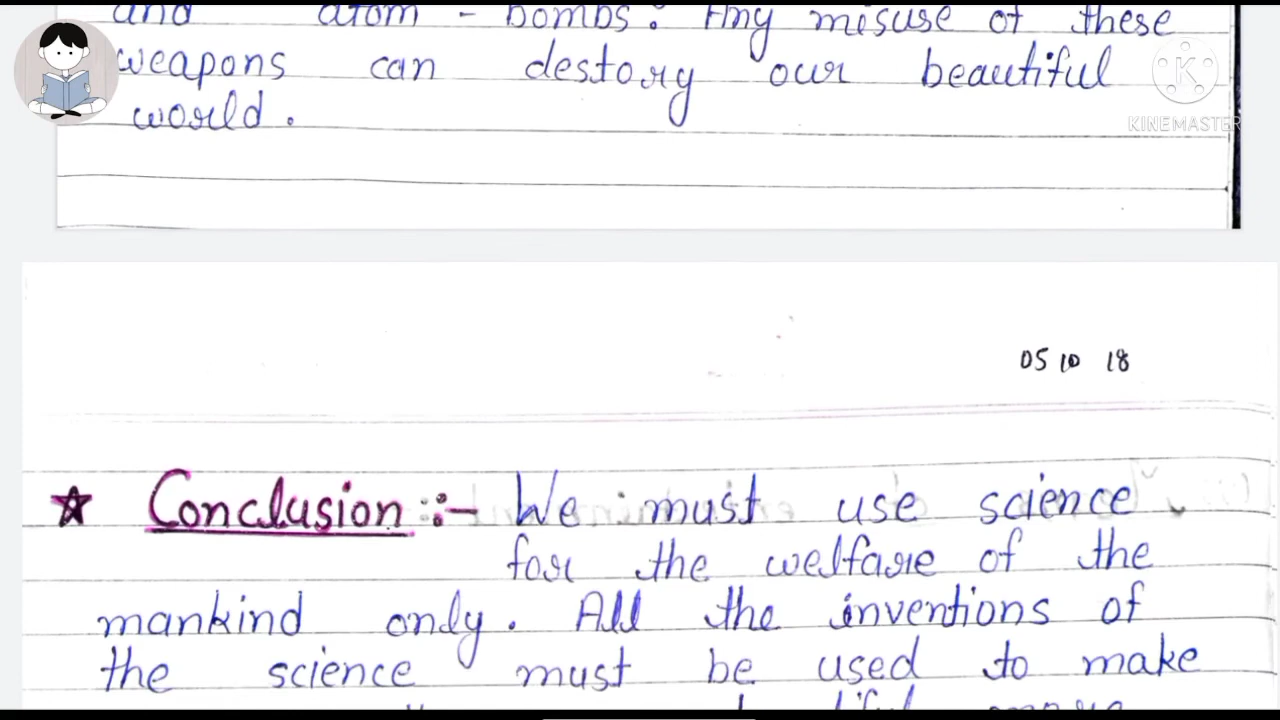 and atom - bombs. Any misuse of these
weapons can destory our beautiful
world.
KINEMASTER
05 10 18
Conclusion :- We must use science
for the welfare of the
mankind only. All the inventions of
the science must be used to make